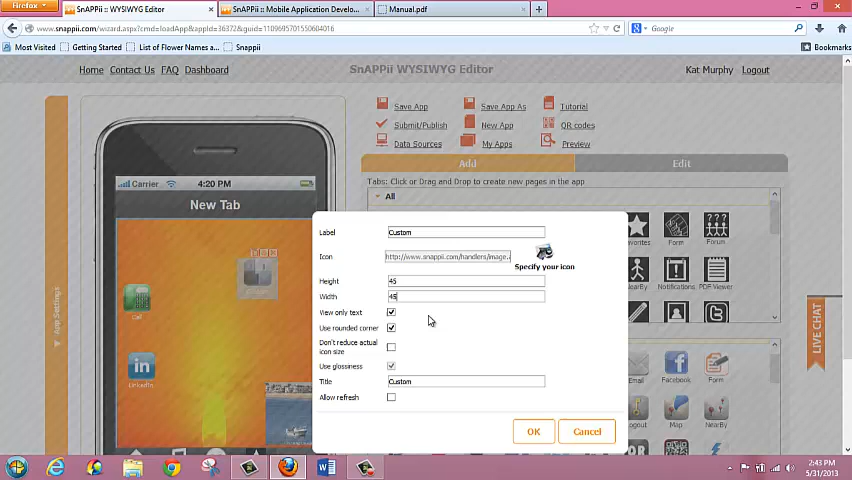 Firefox
SnAPPii :: WYSIWYG Editor
SnAPPii :: Mobile Application Develo...
Manual.pdf
www.snappii.com/wizard.aspx?cmd=loadApp&appId=36372&guid=1109695701550604016
Google
Most Visited
Getting Started
List of Flower Names a...
Snappii
Bookmarks
Home
Contact Us
FAQ
Dashboard
SnAPPii WYSIWYG Editor
Kat Murphy
Logout
Save App
Save App As
Tutorial
Submit/Publish
New App
QR codes
Data Sources
My Apps
Preview
Add
Edit
Tabs: Click or Drag and Drop to create new pages in the app
All
App Settings
Carrier
4:20 PM
New Tab
Call
LinkedIn
Form
Forum
NearBy
Notifications
PDF Viewer
Email
Facebook
Form
Logout
Map
NearBy
LIVE CHAT
Label
Custom
Icon
http://www.snappii.com/handlers/image.
Specify your icon
Height
45
Width
45
View only text
Use rounded corner
Don't reduce actual
icon size
Use glossiness
Title
Custom
Allow refresh
OK
Cancel
2:43 PM
5/31/2013